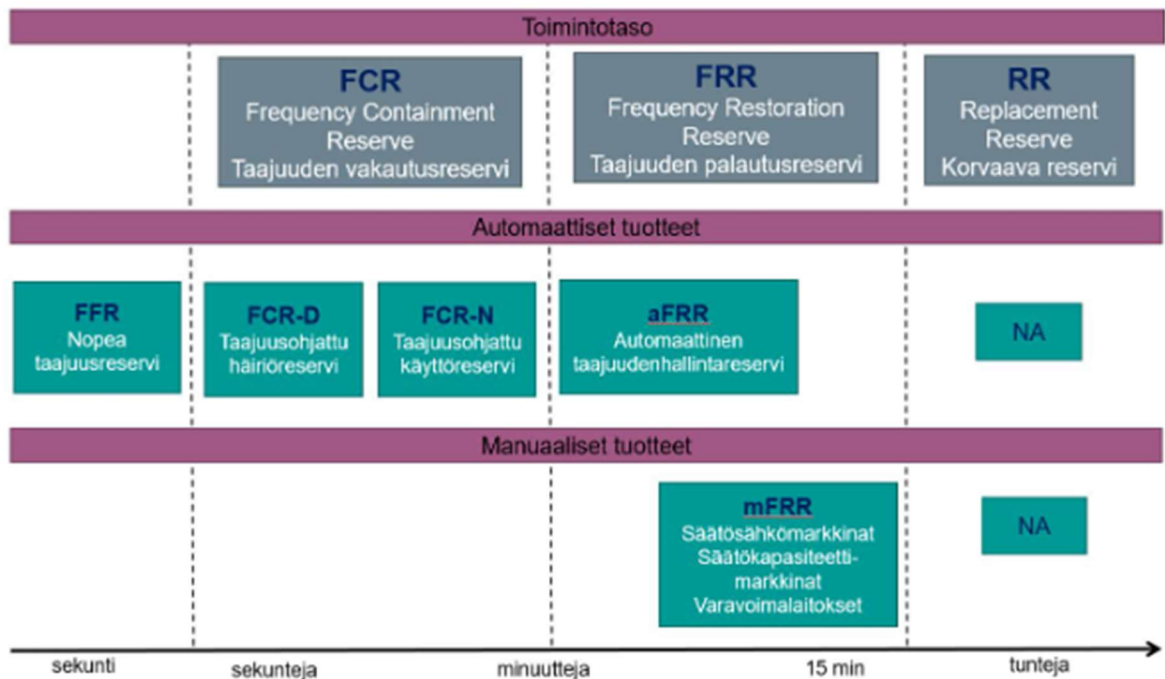 Toimintotaso
FCR
Frequency Containment
Reserve
Taajuuden vakautusreservi
FRR
Frequency Restoration
Reserve
Taajuuden palautusreservi
RR
Replacement
Reserve
Korvaava reservi
Automaattiset tuotteet
FFR
Nopea
taajuusreservi
FCR-D
Taajuusohjattu
häiriöreservi
FCR-N
Taajuusohjattu
käyttöreservi
aFRR
Automaattinen
taajuudenhallintareservi
NA
Manuaaliset tuotteet
mFRR
Säätösähkömarkkinat
Säätökapasiteetti-
markkinat
Varavoimalaitokset
NA
sekunti
sekunteja
minuutteja
15 min
tunteja